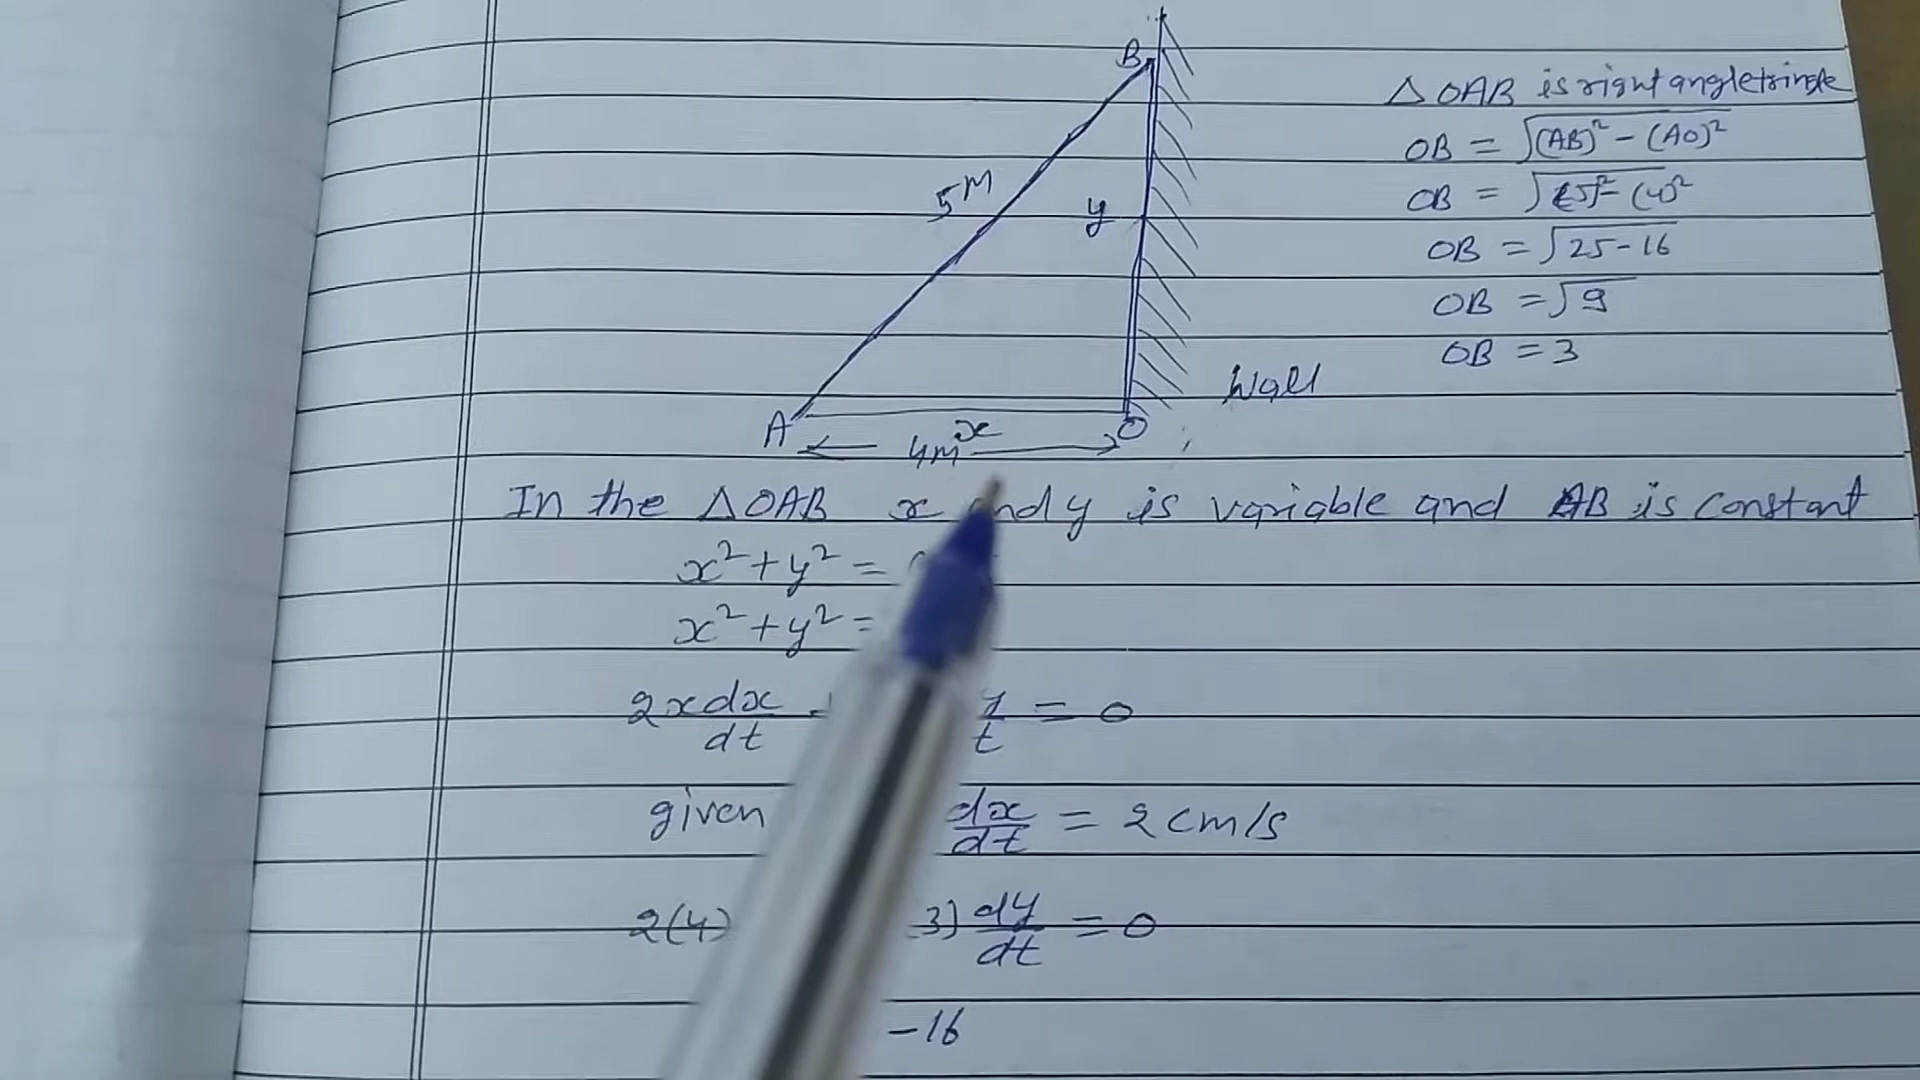 B
△OAB is right angle tringle
OB = √(AB)² - (AO)²
5M
OB = √(5)² - (4)²
y
OB = √25-16
OB = √9
OB = 3
Wall
A
x
O
4m
In the △OAB x and y is variable and AB is constant
x² + y² =
x² + y² =
2x dx/dt y/t = 0
given dx/dt = 2 cm/s
2(4) 3) dy/dt = 0
-16